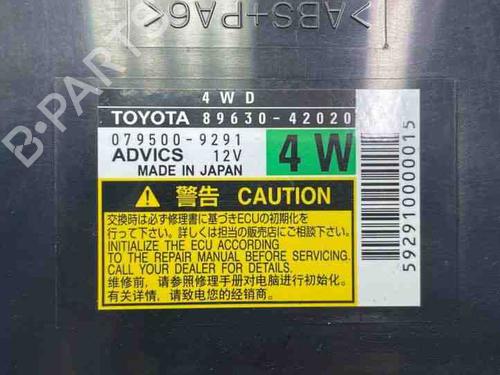 >ABS+PA6<
4WD
TOYOTA 89630-42020
079500-9291
ADVICS 12V
MADE IN JAPAN
4W
警告 CAUTION
交換時は必ず修理書に基づきECUの初期化を
行って下さい。詳しくは担当の販売店にご相談下さい。
INITIALIZE THE ECU ACCORDING
TO THE REPAIR MANUAL BEFORE SERVICING.
CALL YOUR DEALER FOR DETAILS.
维修前，请参照修理手册对电脑进行初始化。
有关详情，请致电您的经销商。
592910000015